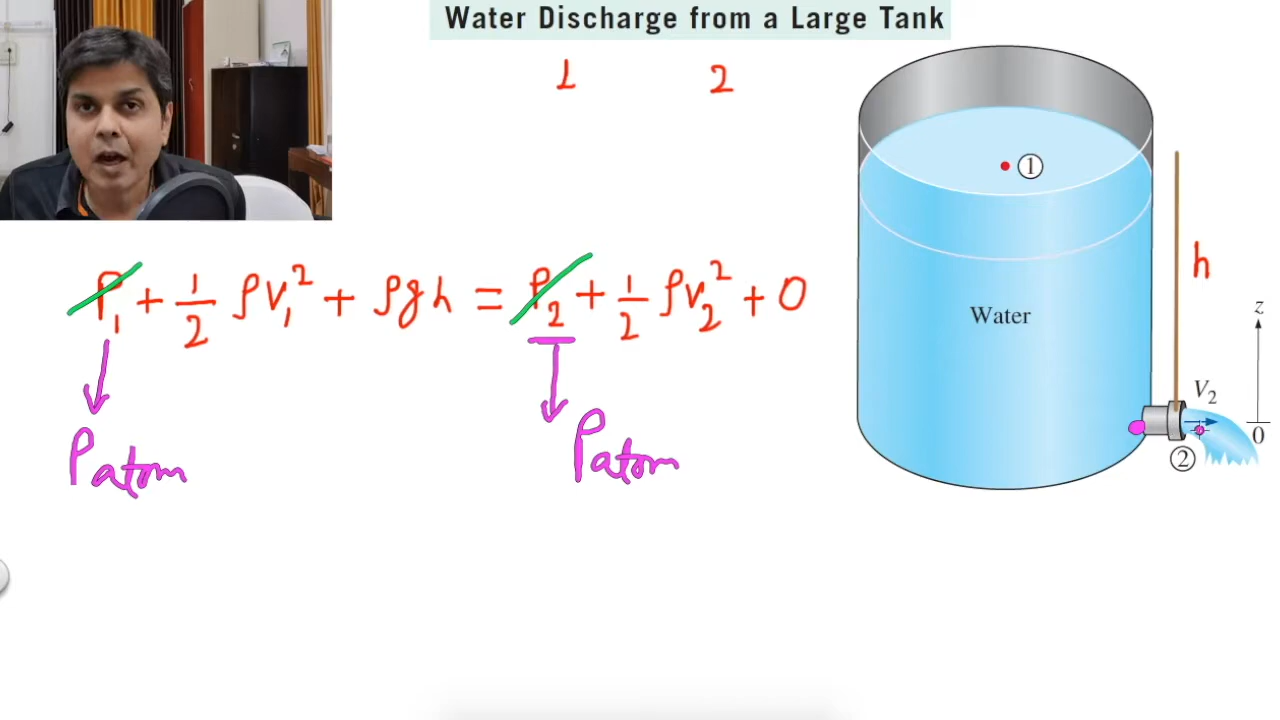 Water Discharge from a Large Tank
1 2
①
P₁ + 1/2 ρV₁² + ρgh = P₂ + 1/2 ρV₂² + 0
h
Water
z
V₂
0
②
Patom Patom